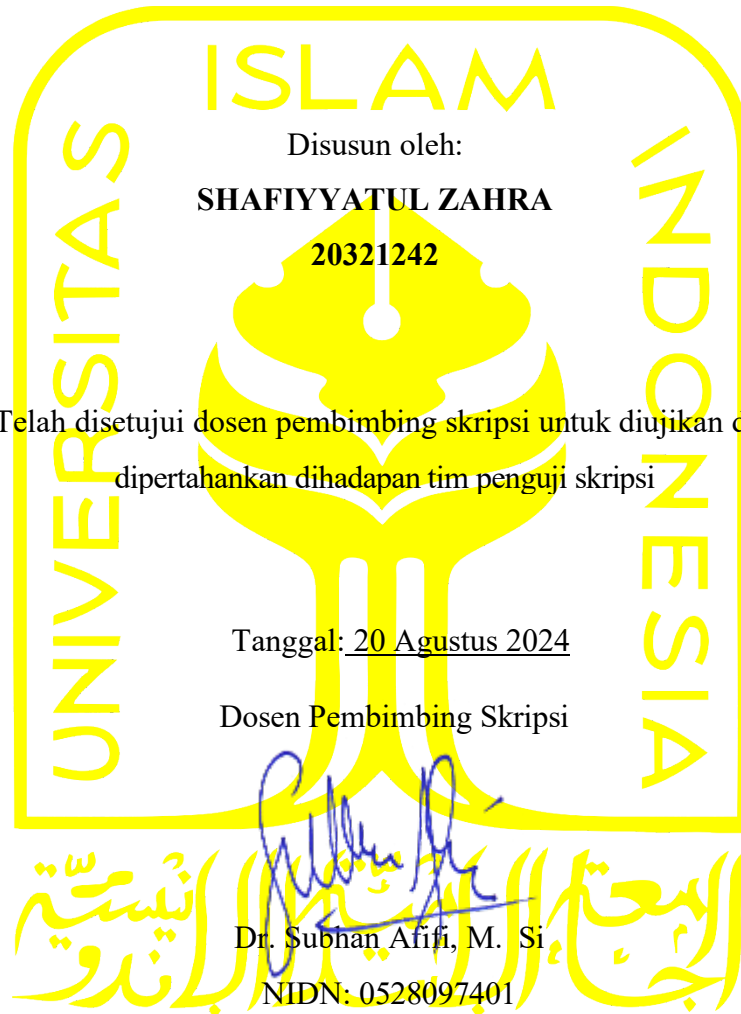 ISLAM
UNIVERSITAS
INDONESIA
Disusun oleh:
SHAFIYYATUL ZAHRA
20321242
Telah disetujui dosen pembimbing skripsi untuk diujikan d
dipertahankan dihadapan tim penguji skripsi
Tanggal: 20 Agustus 2024
Dosen Pembimbing Skripsi
Dr. Subhan Afifi, M. Si
NIDN: 0528097401